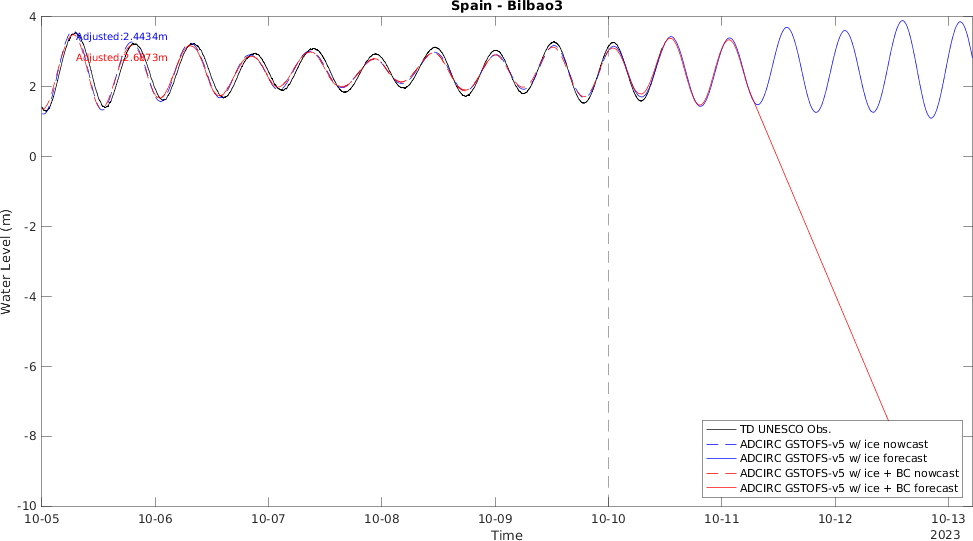 Spain - Bilbao3
Adjusted:2.4434m
Adjusted:2.6873m
4
2
0
-2
-4
-6
-8
-10
Water Level (m)
TD UNESCO Obs.
ADCIRC GSTOFS-v5 w/ ice nowcast
ADCIRC GSTOFS-v5 w/ ice forecast
ADCIRC GSTOFS-v5 w/ ice + BC nowcast
ADCIRC GSTOFS-v5 w/ ice + BC forecast
10-05 10-06 10-07 10-08 10-09 10-10 10-11 10-12 10-13
Time
2023